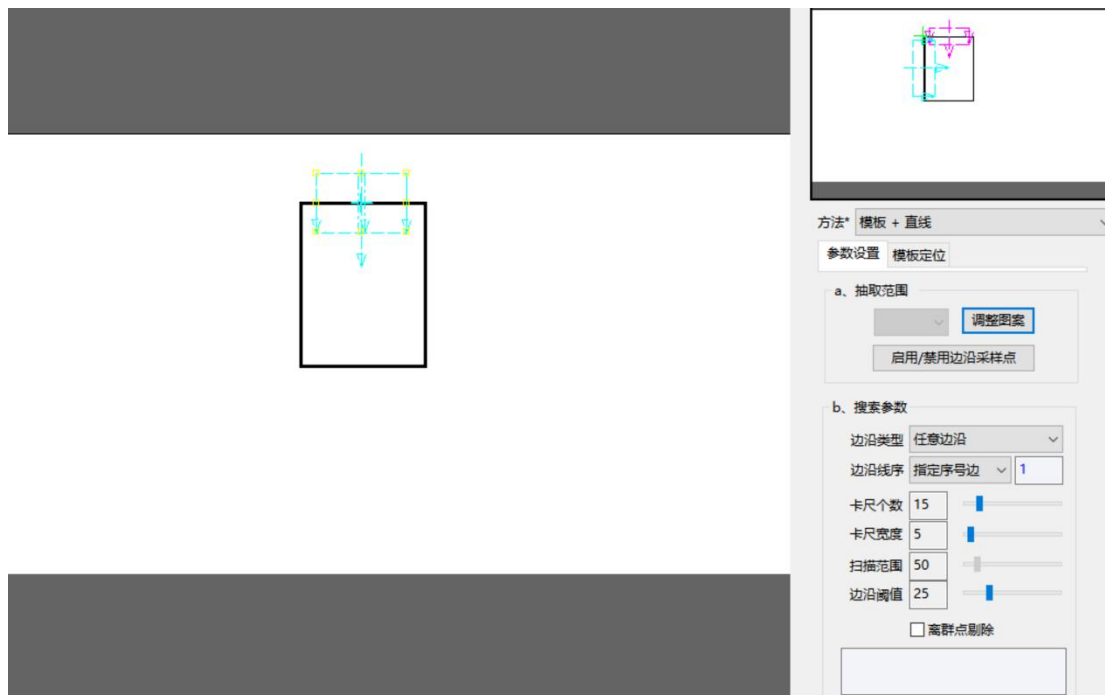 方法* 模板 + 直线
参数设置 模板定位
a、抽取范围
调整图案
启用/禁用边沿采样点
b、搜索参数
边沿类型 任意边沿
边沿线序 指定序号边 1
卡尺个数 15
卡尺宽度 5
扫描范围 50
边沿阈值 25
离群点剔除